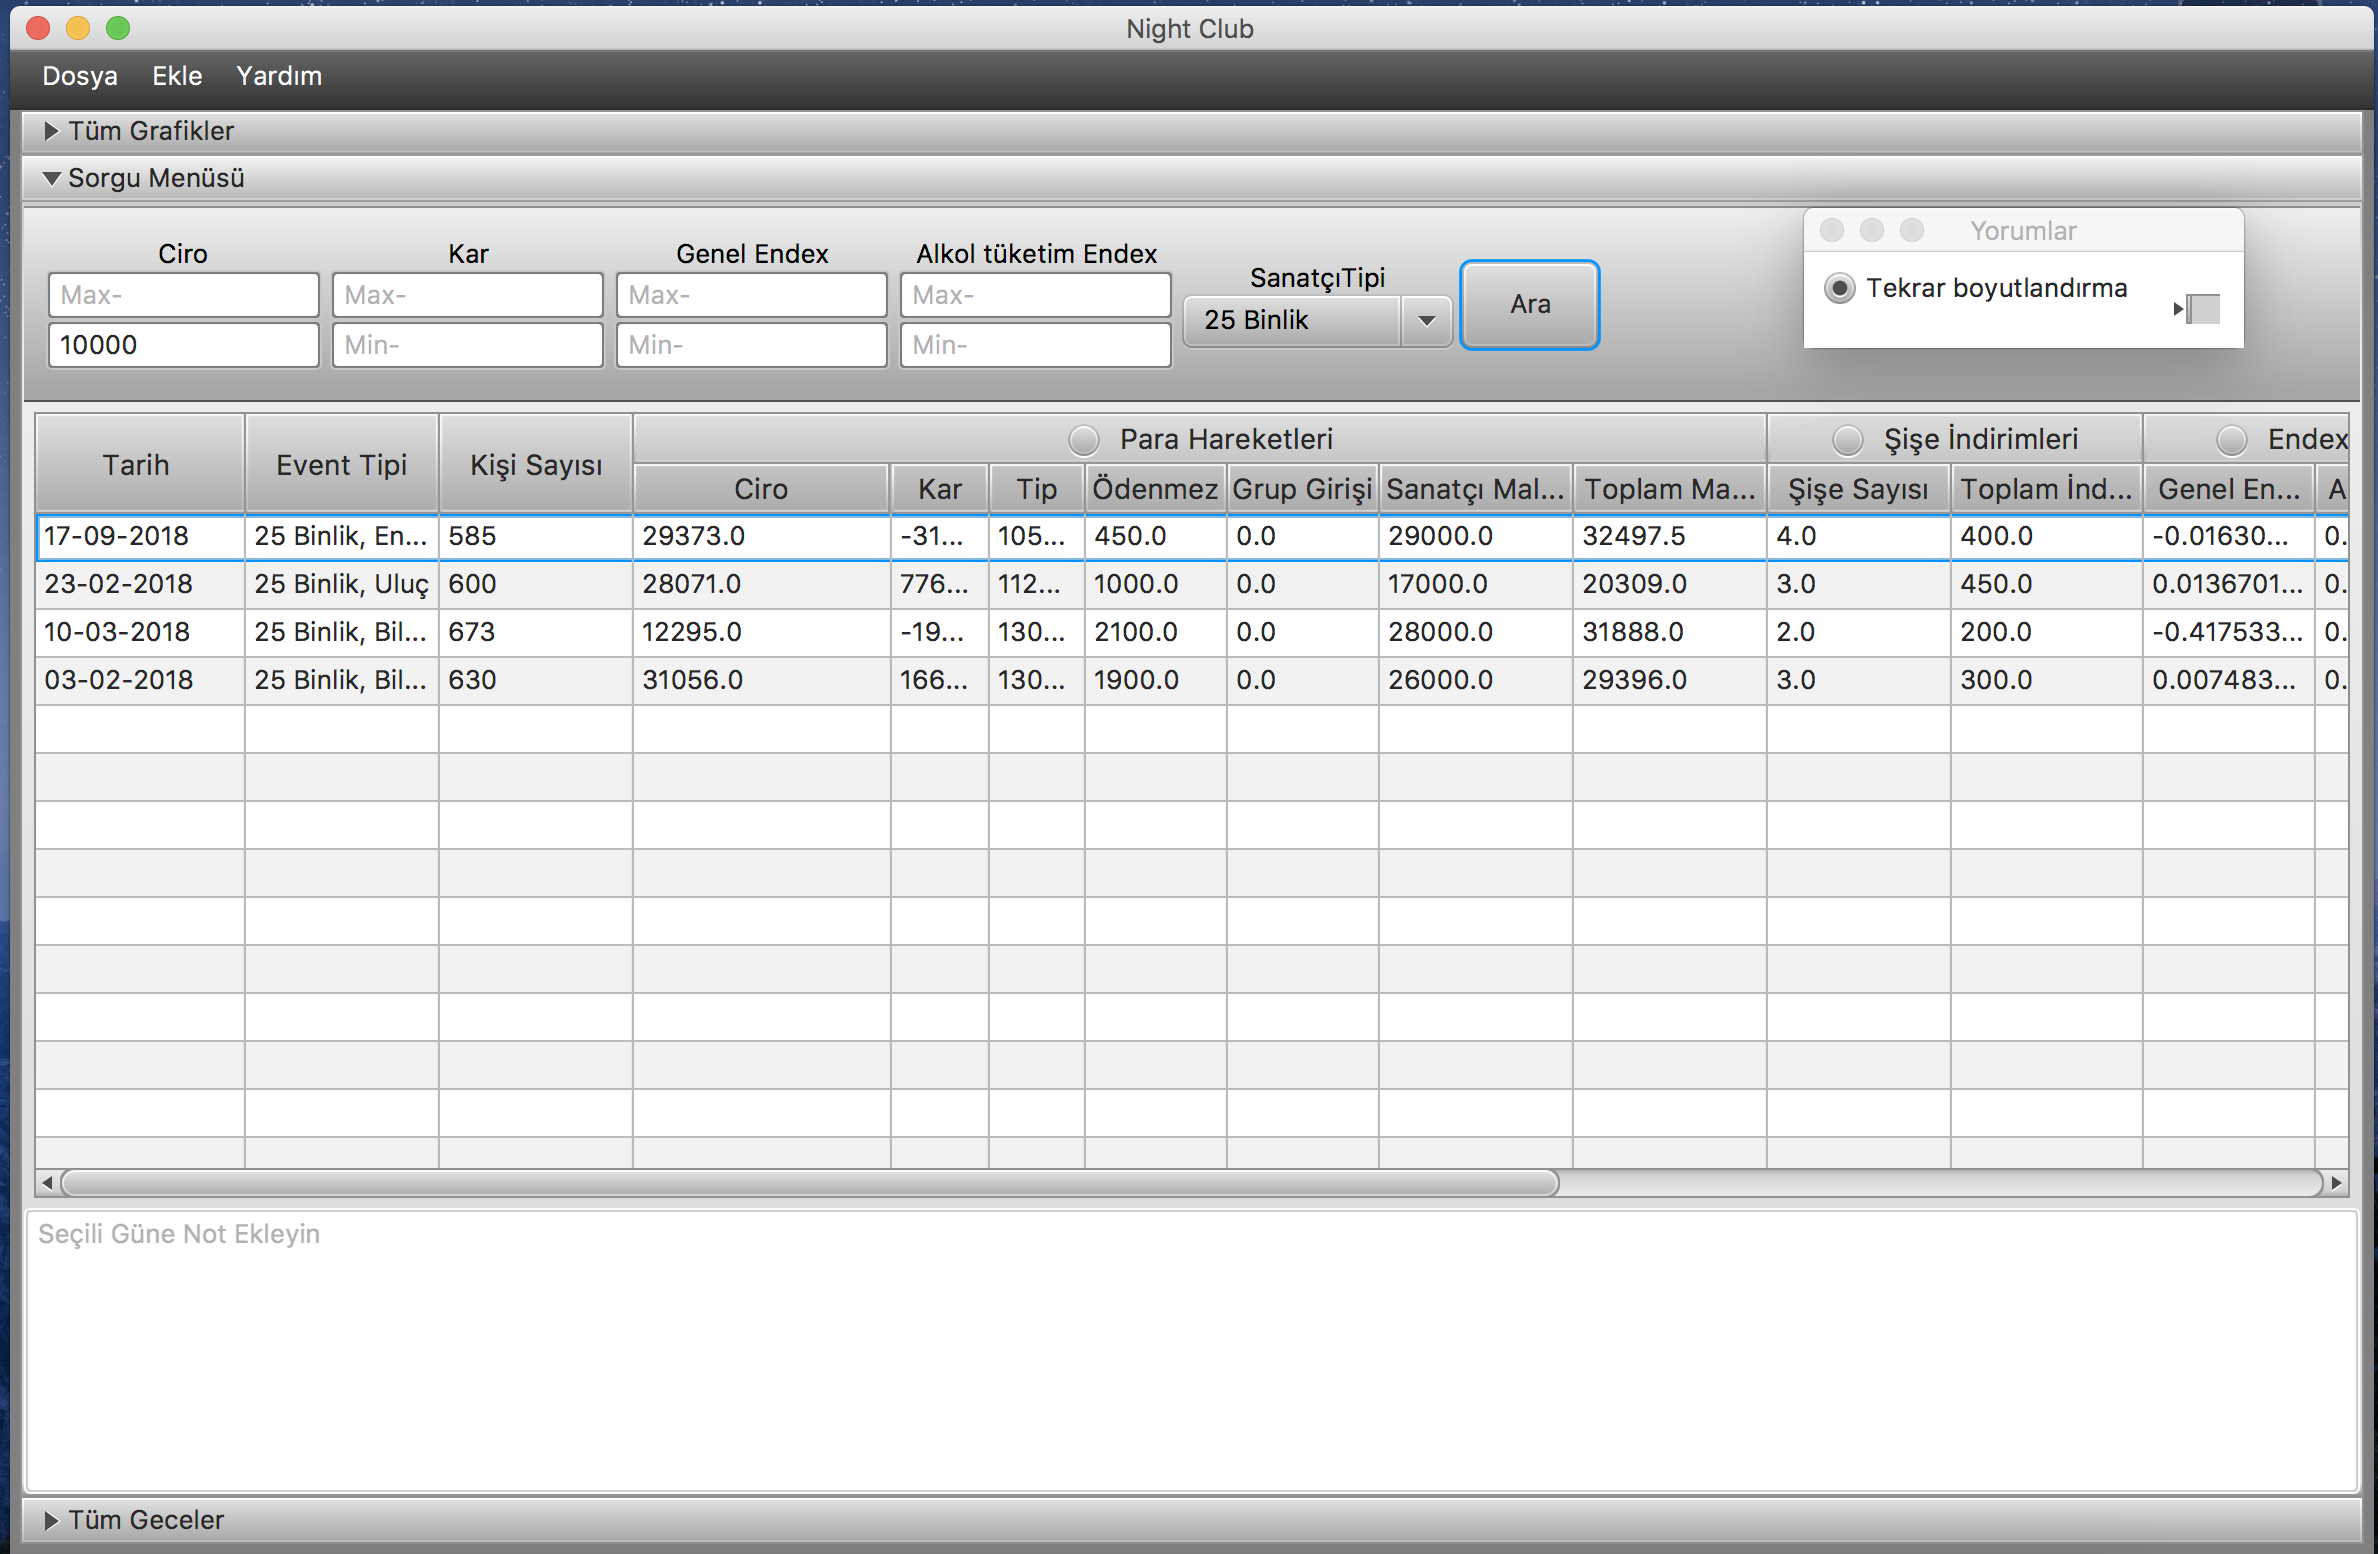 Night Club
Dosya Ekle Yardım
Tüm Grafikler
Sorgu Menüsü
Yorumlar
Ciro Kar Genel Endex Alkol tüketim Endex
SanatçıTipi
Max- Max- Max- Max-
25 Binlik Ara Tekrar boyutlandırma
10000 Min- Min- Min-
Tarih Event Tipi Kişi Sayısı Para Hareketleri Şişe İndirimleri Endex
Ciro Kar Tip Ödenmez Grup Girişi Sanatçı Mal... Toplam Ma... Şişe Sayısı Toplam İnd... Genel En... A
17-09-2018 25 Binlik, En... 585 29373.0 -31... 105... 450.0 0.0 29000.0 32497.5 4.0 400.0 -0.01630... 0.
23-02-2018 25 Binlik, Uluç 600 28071.0 776... 112... 1000.0 0.0 17000.0 20309.0 3.0 450.0 0.0136701... 0.
10-03-2018 25 Binlik, Bil... 673 12295.0 -19... 130... 2100.0 0.0 28000.0 31888.0 2.0 200.0 -0.417533... 0.
03-02-2018 25 Binlik, Bil... 630 31056.0 166... 130... 1900.0 0.0 26000.0 29396.0 3.0 300.0 0.007483... 0.
Seçili Güne Not Ekleyin
Tüm Geceler